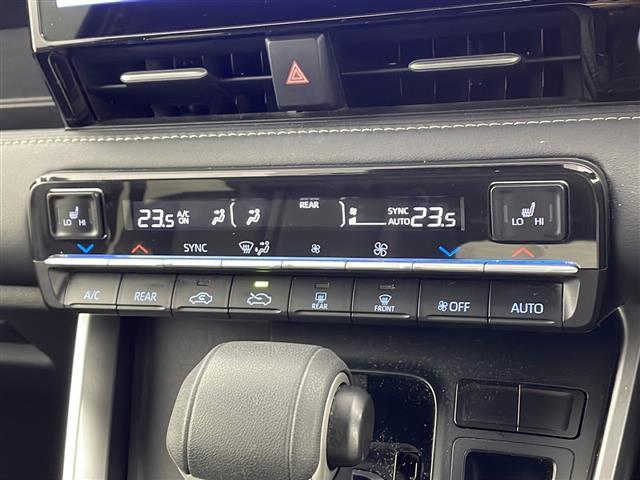 REAR
SYNC
23.5 A/C ON
AUTO 23.5
LO HI
LO HI
SYNC
A/C
REAR
REAR
FRONT
OFF
AUTO